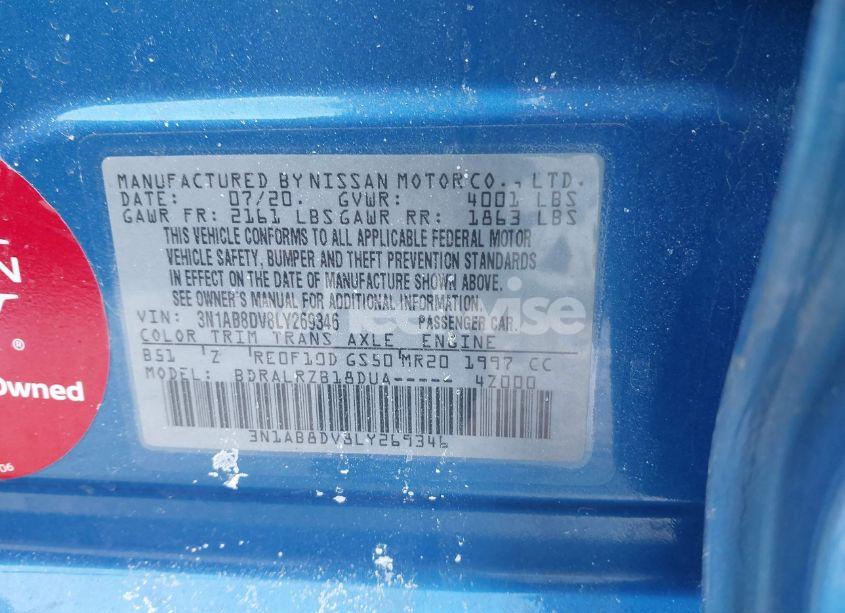 MANUFACTURED BY NISSAN MOTOR CO., LTD.
DATE: 07/20. GVWR: 4001 LBS
GAWR FR: 2161 LBS GAWR RR: 1863 LBS
THIS VEHICLE CONFORMS TO ALL APPLICABLE FEDERAL MOTOR
VEHICLE SAFETY, BUMPER AND THEFT PREVENTION STANDARDS
IN EFFECT ON THE DATE OF MANUFACTURE SHOWN ABOVE.
SEE OWNER'S MANUAL FOR ADDITIONAL INFORMATION.
VIN: 3N1AB8DV8LY269346 PASSENGER CAR.
COLOR TRIM TRANS AXLE ENGINE
B51 Z RE0F10D GS50 MR20 1997 CC
MODEL: BDRALRZB18DUA----- 4Z000
3N1AB8DV8LY269346
N
T
®
Owned
06